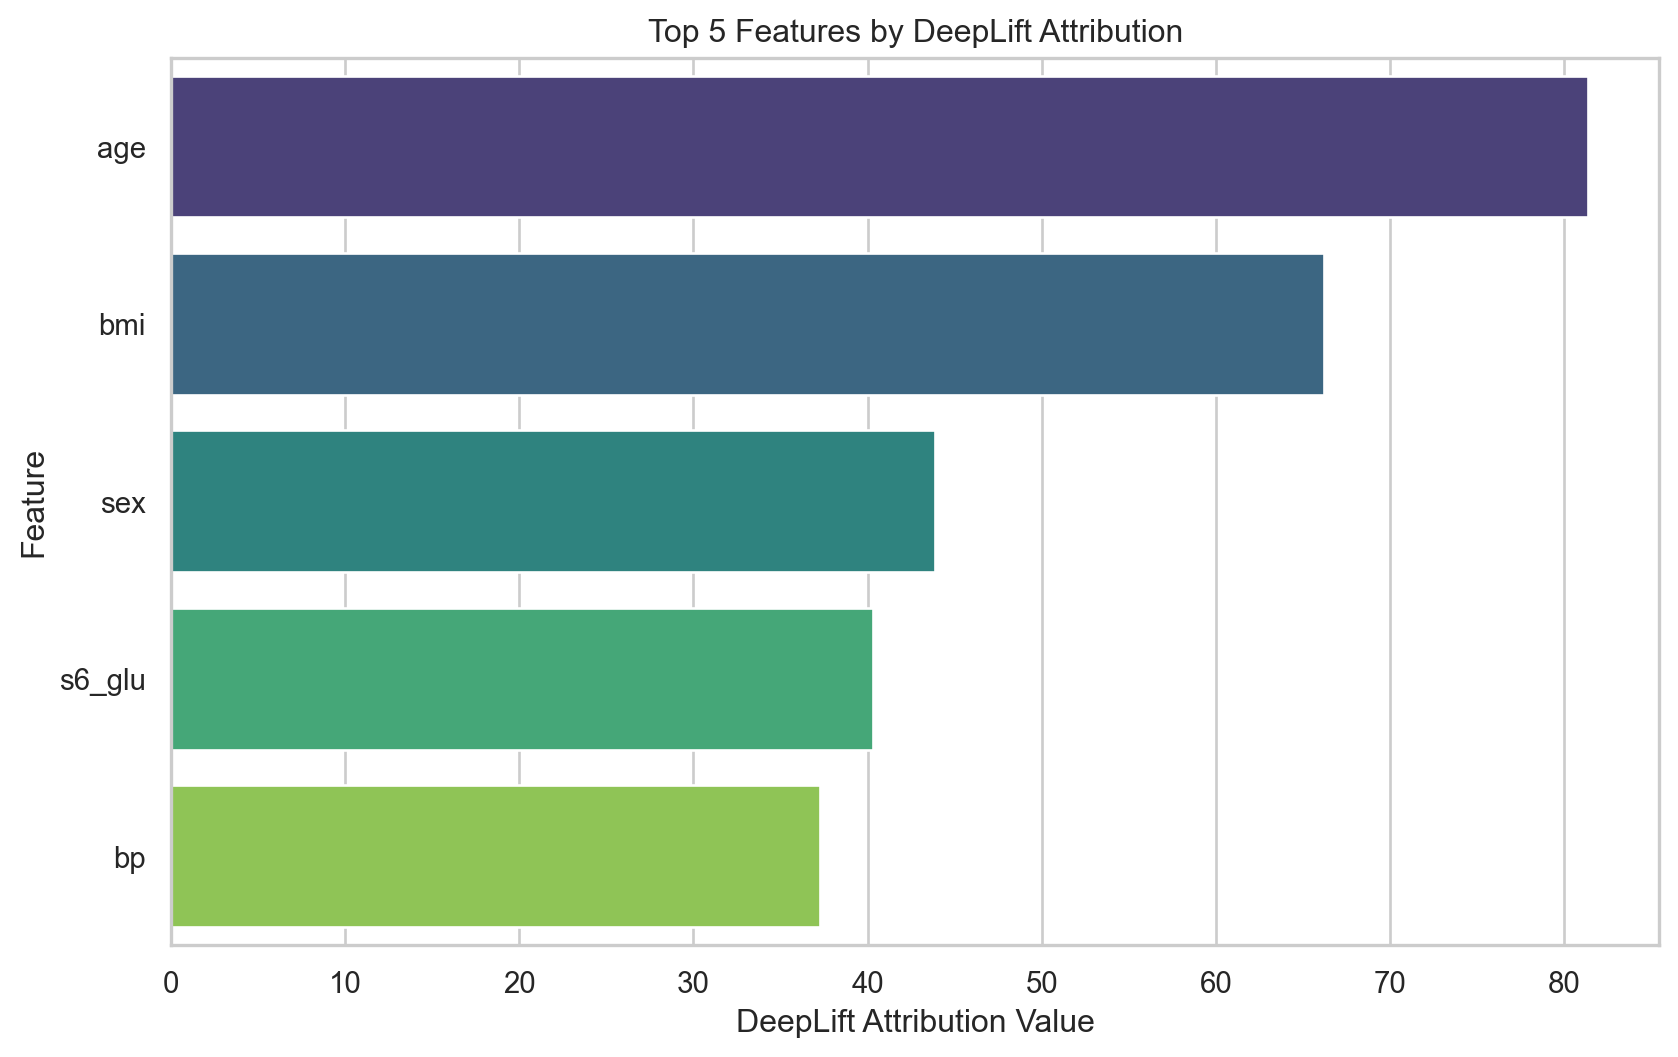 Top 5 Features by DeepLift Attribution
Feature
age
bmi
sex
s6_glu
bp
0 10 20 30 40 50 60 70 80
DeepLift Attribution Value